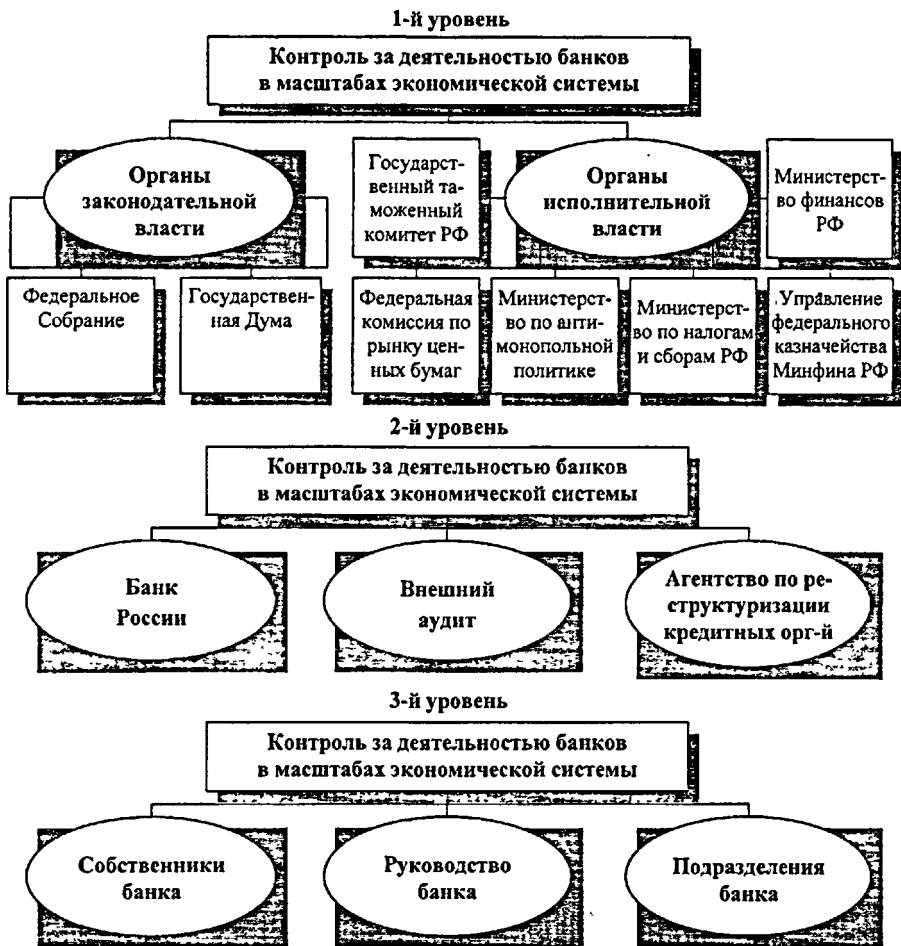 1-й уровень
Контроль за деятельностью банков
в масштабах экономической системы
Органы
законодательной
власти
Государст-
венный та-
моженный
комитет РФ
Органы
исполнительной
власти
Министерст-
во финансов
РФ
Федеральное
Собрание
Государствен-
ная Дума
Федеральная
комиссия по
рынку цен-
ных бумаг
Министерст-
во по анти-
монопольной
политике
Министерст-
во по налогам
и сборам РФ
Управление
федерального
казначейства
Минфина РФ
2-й уровень
Контроль за деятельностью банков
в масштабах экономической системы
Банк
России
Внешний
аудит
Агентство по ре-
структуризации
кредитных орг-й
3-й уровень
Контроль за деятельностью банков
в масштабах экономической системы
Собственники
банка
Руководство
банка
Подразделения
банка